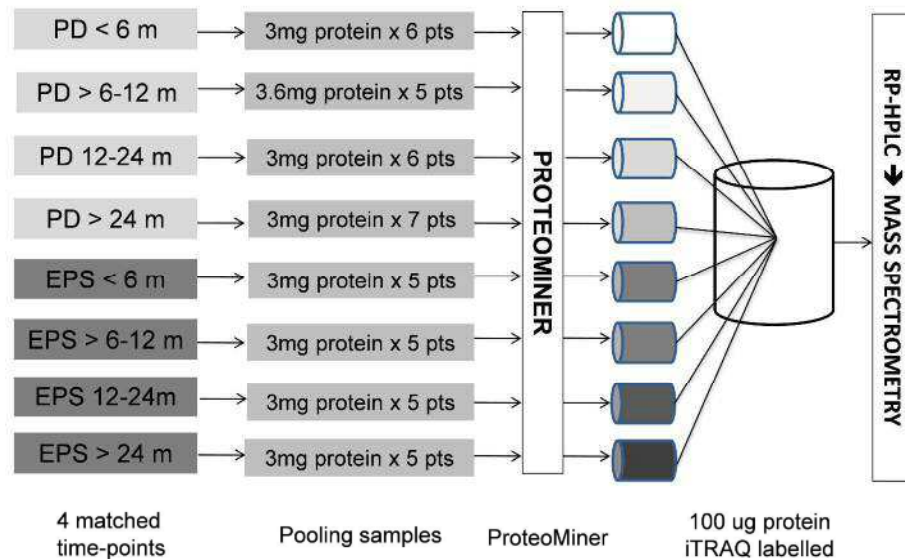 PD < 6 m
3mg protein x 6 pts
PD > 6-12 m
3.6mg protein x 5 pts
PD 12-24 m
3mg protein x 6 pts
PD > 24 m
3mg protein x 7 pts
EPS < 6 m
3mg protein x 5 pts
EPS > 6-12 m
3mg protein x 5 pts
EPS 12-24m
3mg protein x 5 pts
EPS > 24 m
3mg protein x 5 pts
PROTEOMINER
RP-HPLC → MASS SPECTROMETRY
4 matched
time-points
Pooling samples
ProteoMiner
100 ug protein
iTRAQ labelled